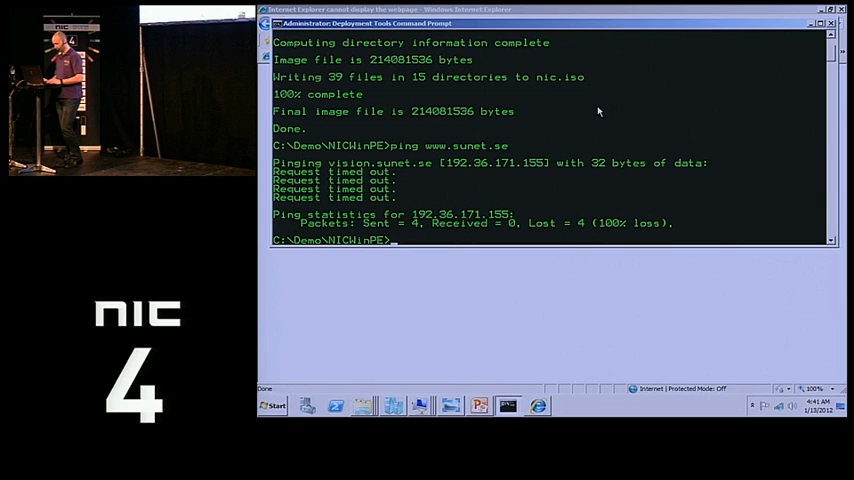 nic
4
Internet Explorer cannot display the webpage - Windows Internet Explorer
Administrator: Deployment Tools Command Prompt
Computing directory information complete
Image file is 214081536 bytes
Writing 39 files in 15 directories to nic.iso
100% complete
Final image file is 214081536 bytes
Done.
C:\Demo\NICWinPE>ping www.sunet.se
Pinging vision.sunet.se [192.36.171.155] with 32 bytes of data:
Request timed out.
Request timed out.
Request timed out.
Request timed out.
Ping statistics for 192.36.171.155:
Packets: Sent = 4, Received = 0, Lost = 4 (100% loss),
C:\Demo\NICWinPE>_
Done
Internet | Protected Mode: Off
100%
Start
4:41 AM
1/13/2012
nic
4